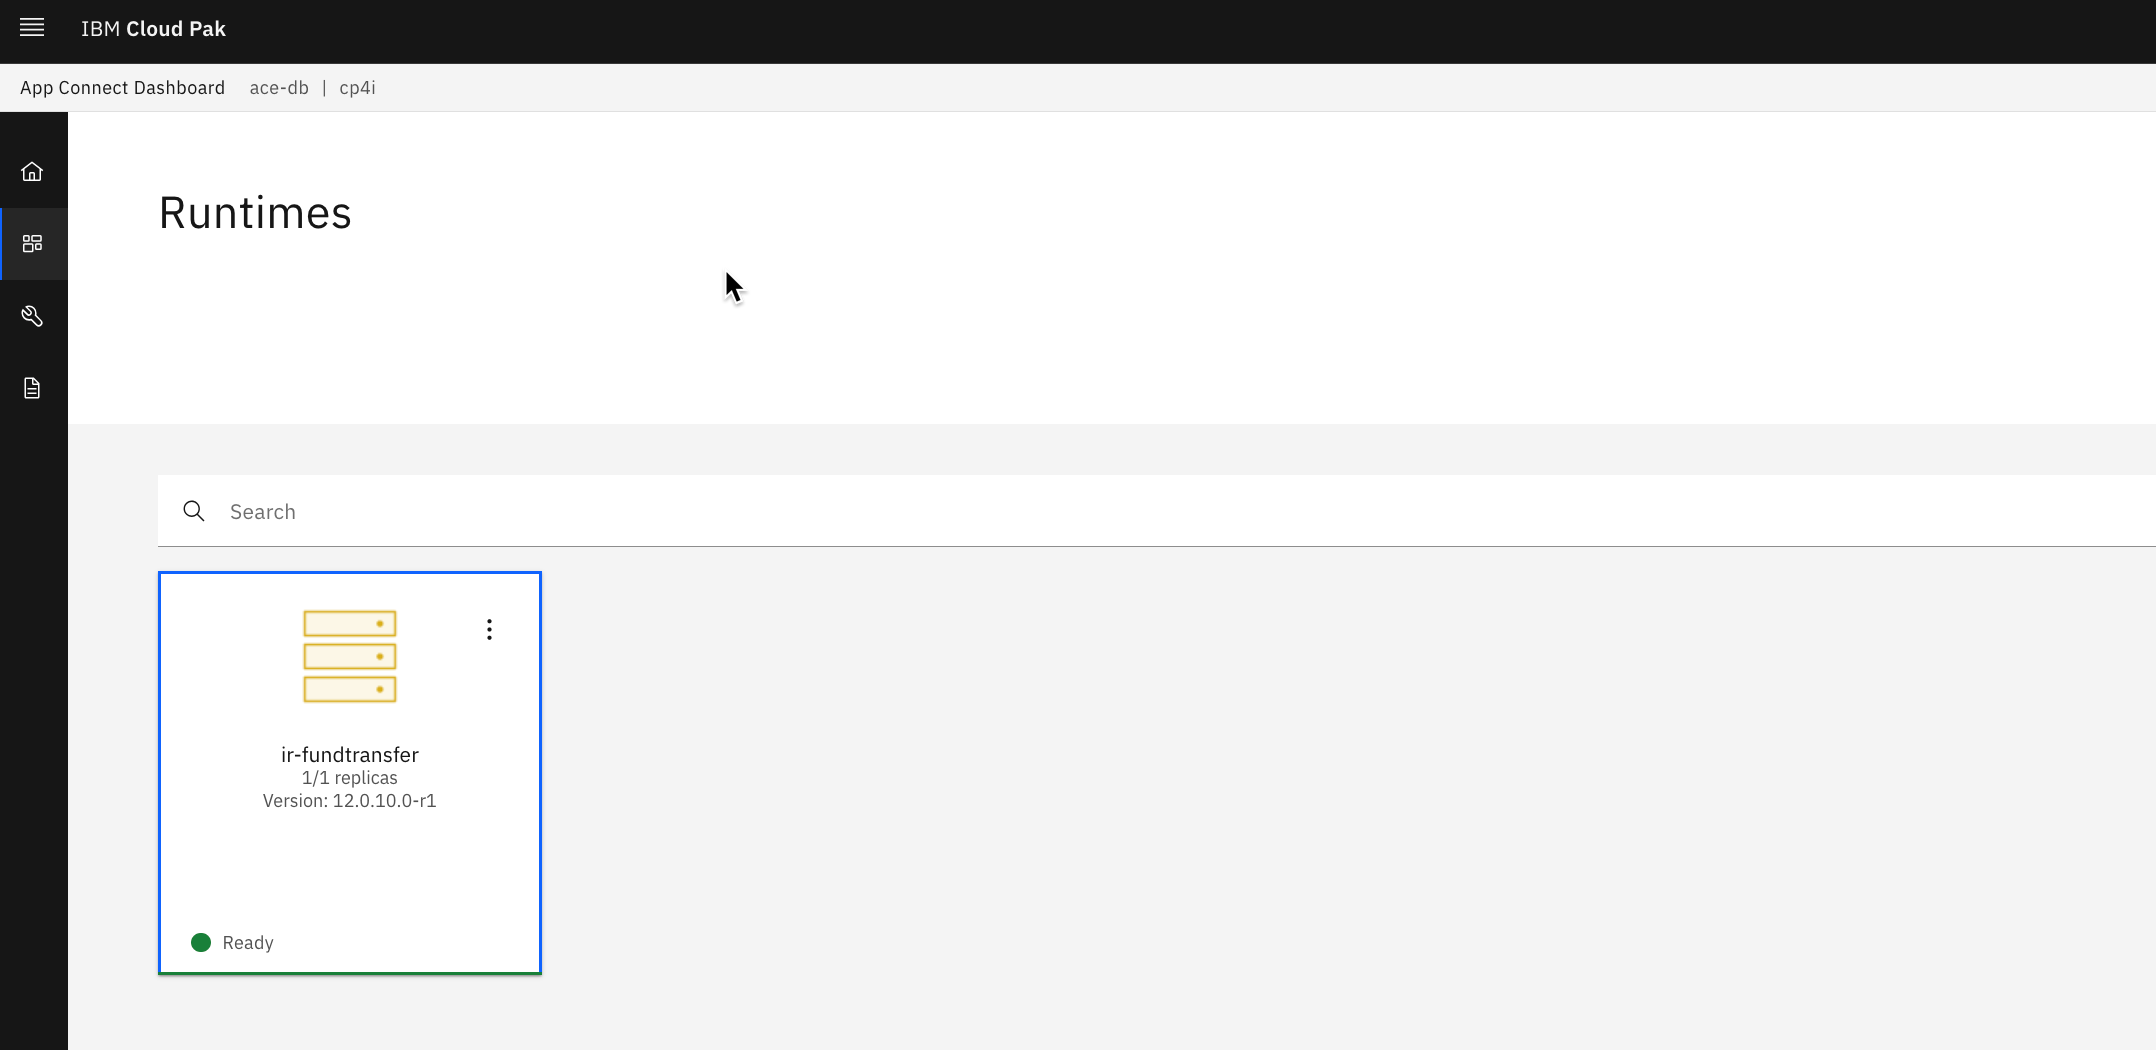 IBM Cloud Pak
App Connect Dashboard ace-db | cp4i
Runtimes
Search
ir-fundtransfer
1/1 replicas
Version: 12.0.10.0-r1
Ready